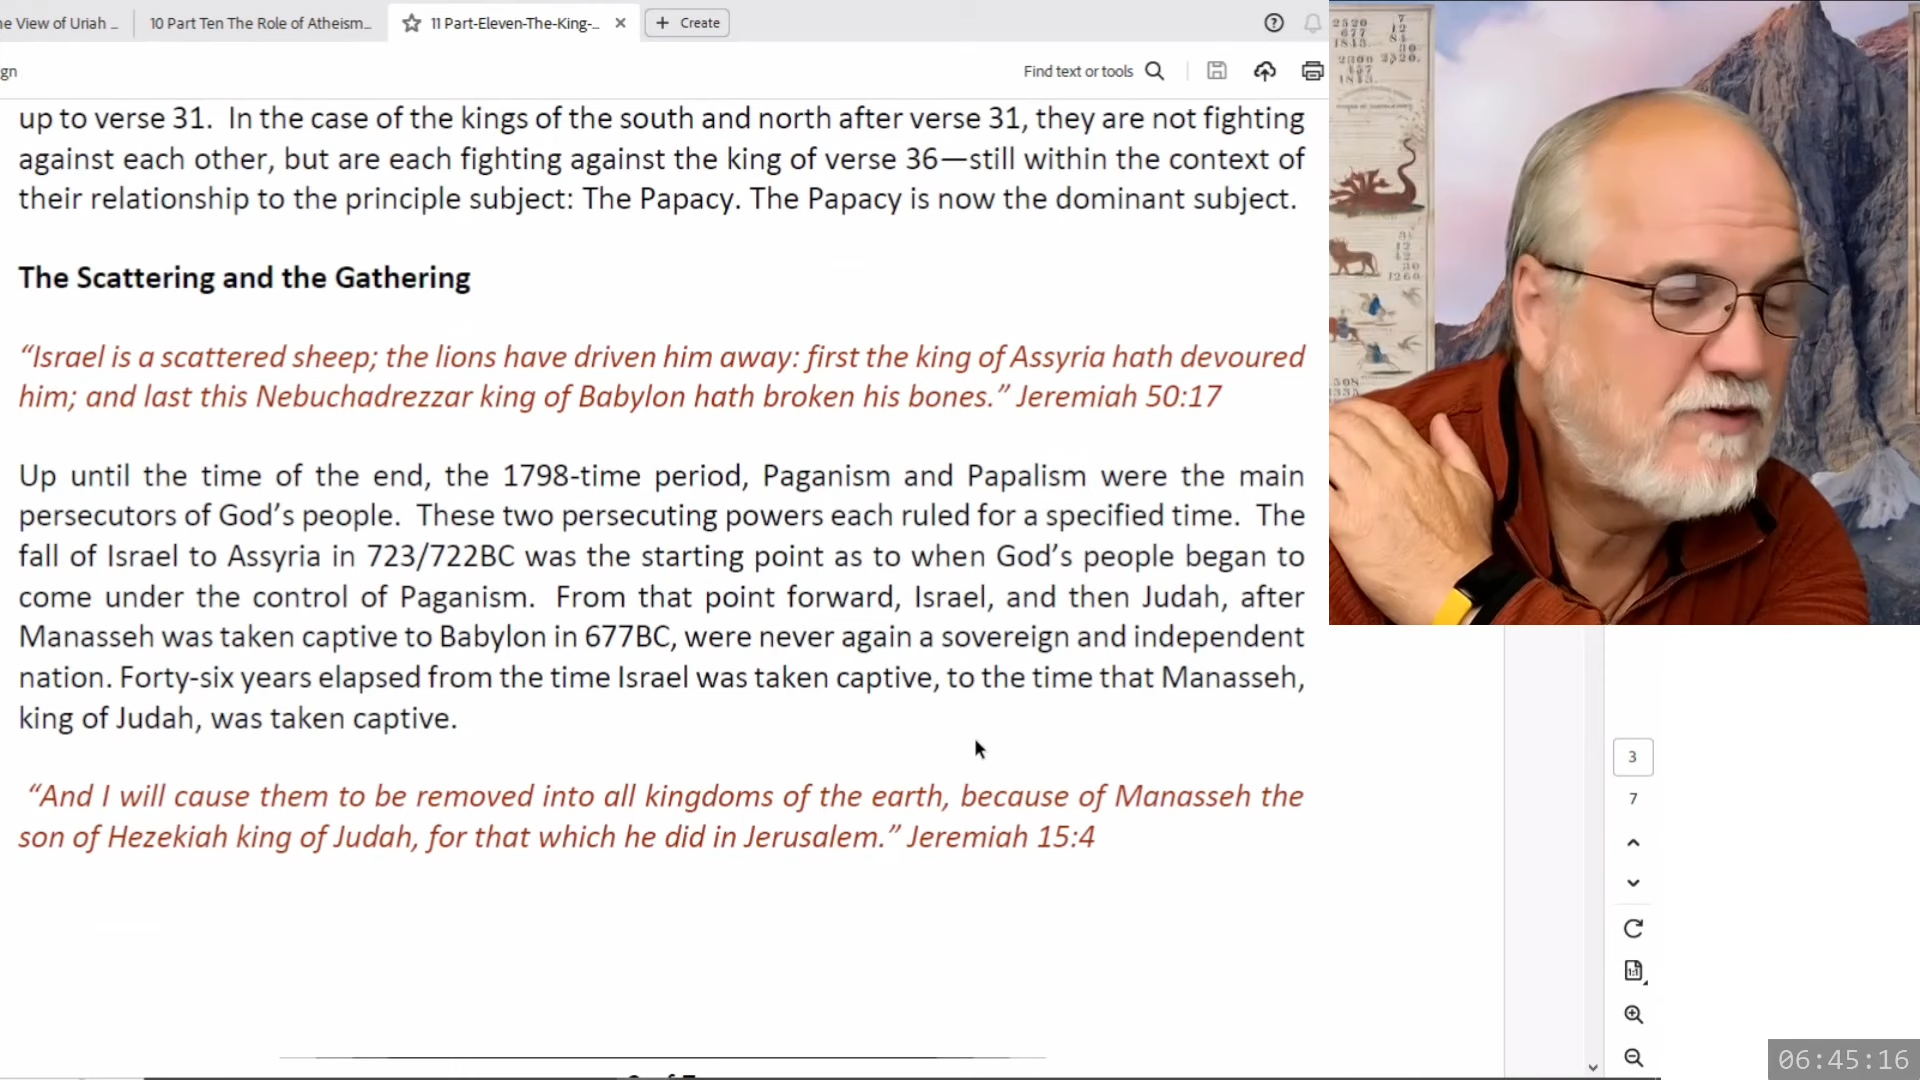 ne View of Uriah ...
10 Part Ten The Role of Atheism...
11 Part-Eleven-The-King-...
Create
gn
Find text or tools
up to verse 31. In the case of the kings of the south and north after verse 31, they are not fighting
against each other, but are each fighting against the king of verse 36—still within the context of
their relationship to the principle subject: The Papacy. The Papacy is now the dominant subject.
The Scattering and the Gathering
“Israel is a scattered sheep; the lions have driven him away: first the king of Assyria hath devoured
him; and last this Nebuchadrezzar king of Babylon hath broken his bones.” Jeremiah 50:17
Up until the time of the end, the 1798-time period, Paganism and Papalism were the main
persecutors of God’s people. These two persecuting powers each ruled for a specified time. The
fall of Israel to Assyria in 723/722BC was the starting point as to when God’s people began to
come under the control of Paganism. From that point forward, Israel, and then Judah, after
Manasseh was taken captive to Babylon in 677BC, were never again a sovereign and independent
nation. Forty-six years elapsed from the time Israel was taken captive, to the time that Manasseh,
king of Judah, was taken captive.
“And I will cause them to be removed into all kingdoms of the earth, because of Manasseh the
son of Hezekiah king of Judah, for that which he did in Jerusalem.” Jeremiah 15:4
3
7
1:1
2520
677
1843
1260
06:45:16